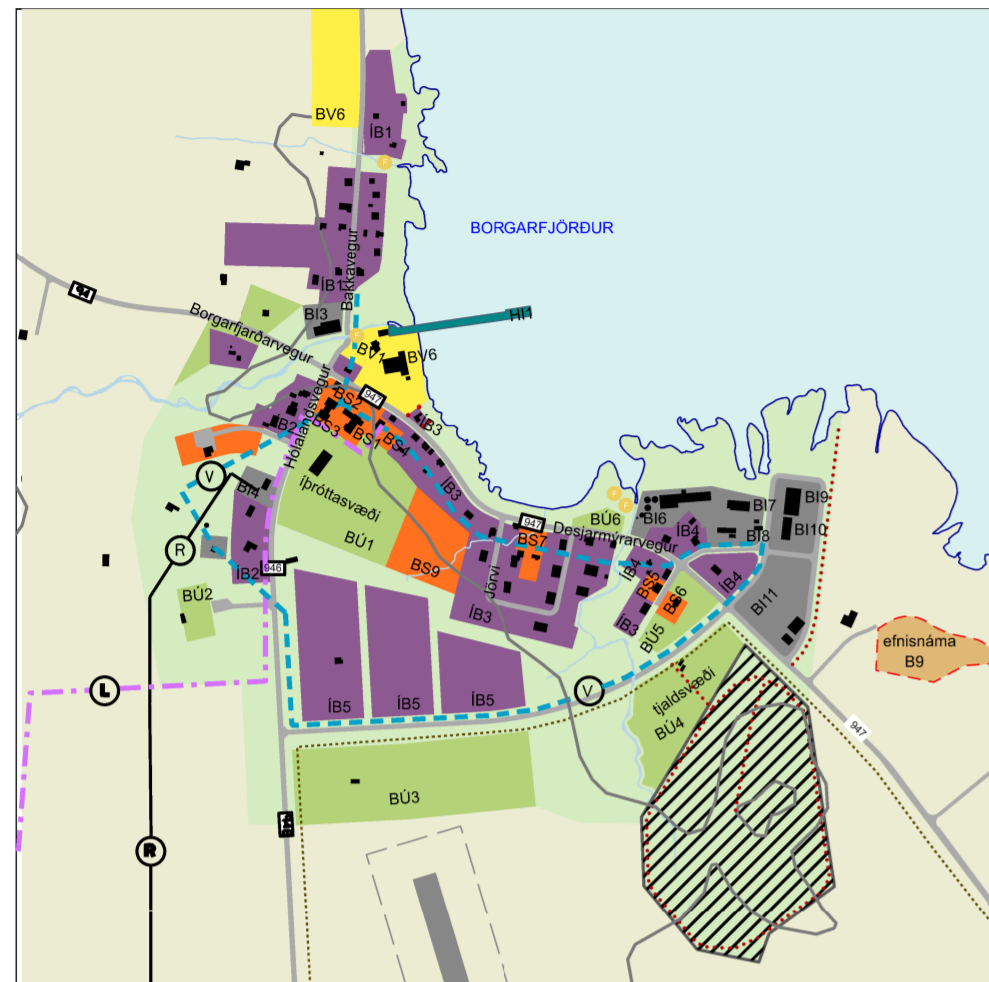 BV6
ÍB1
F
BORGARFJÖRÐUR
Bakkavegur
ÍB1
94
BI3
HI1
Borgarfjarðarvegur
F
BV1
BV6
947
BS2
ÍB3
Hólalandsvegur
ÍB2
BS3
BS1
BS4
V
íþróttasvæði
ÍB3
BI4
F
F
BÚ6
BI6
BI7
BI9
947
BI10
BI8
Desjarmýrarvegur
ÍB4
R
BÚ1
BS7
946
ÍB2
BS9
Jörvi
ÍB4
BS5
ÍB4
BÚ2
BS6
BI11
ÍB3
ÍB3
BÚ5
efnisnáma
B9
L
V
ÍB5
ÍB5
ÍB5
tjaldsvæði
BÚ4
947
BÚ3
R